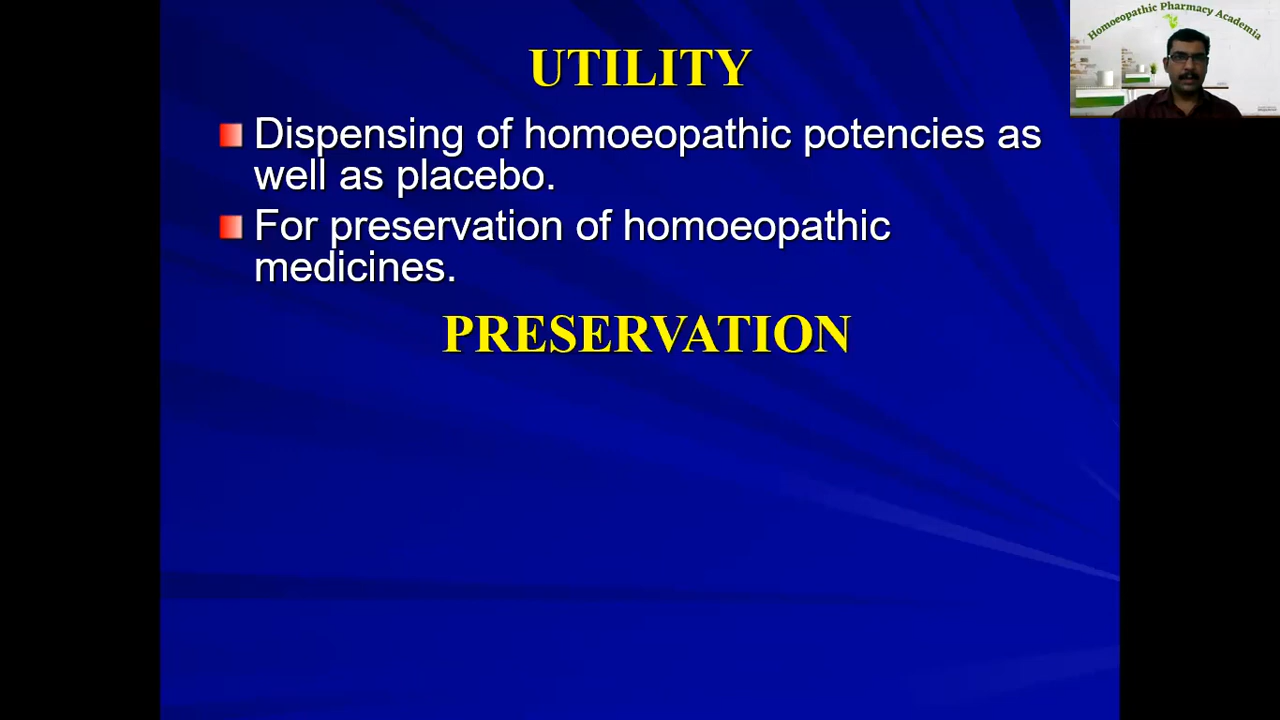 Homoeopathic Pharmacy Academia
UTILITY
Dispensing of homoeopathic potencies as
well as placebo.
For preservation of homoeopathic
medicines.
PRESERVATION